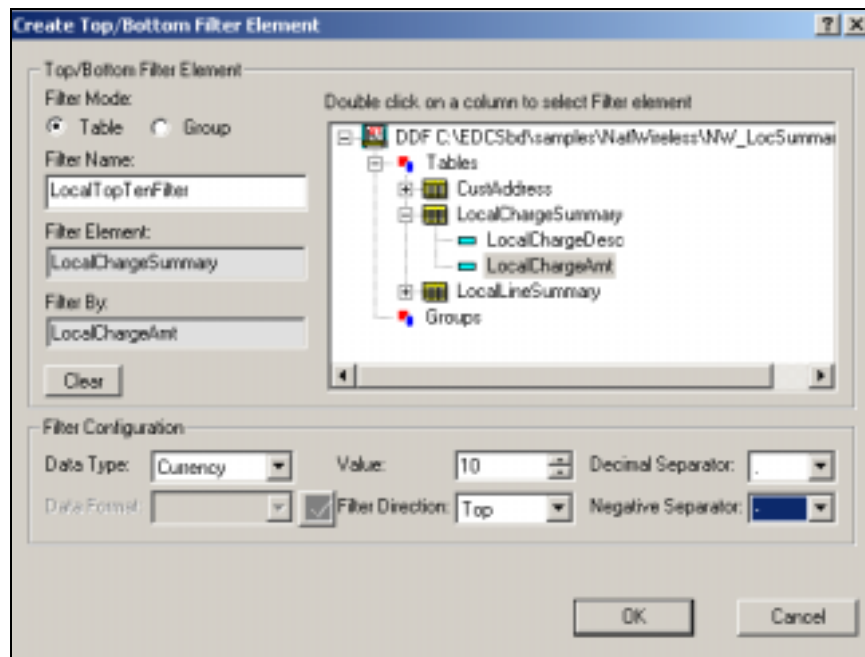 Create Top/Bottom Filter Element
Top/Bottom Filter Element
Filter Mode:
Table Group
Filter Name:
LocalTopTenFilter
Filter Element:
LocalChargeSummary
Filter By:
LocalChargeAmt
Clear
Double click on a column to select Filter element
DDF C:\EDCSbd\samples\NatlWireless\NW_LocSummar
Tables
CustAddress
LocalChargeSummary
LocalChargeDesc
LocalChargeAmt
LocalLineSummary
Groups
Filter Configuration
Data Type: Currency Value: 10 Decimal Separator: .
Data Format: Filter Direction: Top Negative Separator: -
OK Cancel